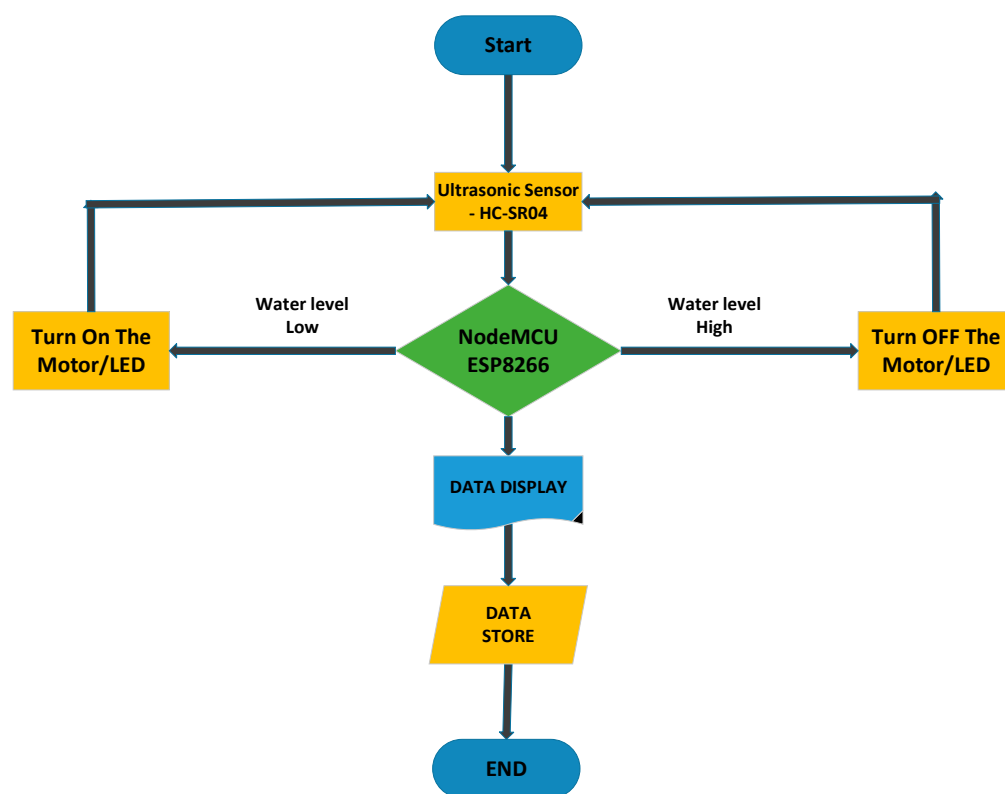 Start
Ultrasonic Sensor
- HC-SR04
Water level
Low
Water level
High
Turn On The
Motor/LED
NodeMCU
ESP8266
Turn OFF The
Motor/LED
DATA DISPLAY
DATA
STORE
END